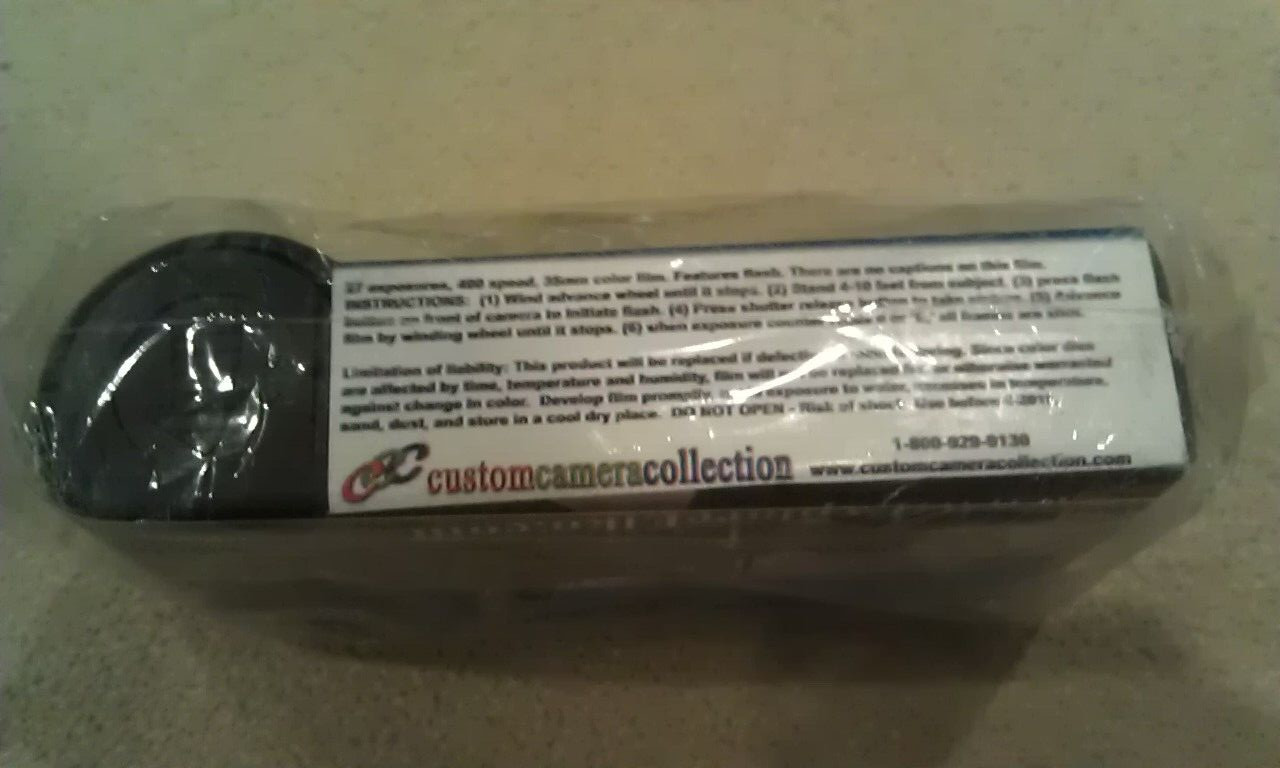 27 exposures, 400 speed, 35mm color film. Features flash. There are no captions on this film.
INSTRUCTIONS: (1) Wind advance wheel until it stops. (2) Stand 4-10 feet from subject. (3) press flash
button on front of camera to initiate flash. (4) Press shutter release button to take picture. (5) Advance
film by winding wheel until it stops. (6) when exposure counter or "E," all frames are shot.
Limitation of liability: This product will be replaced if defective Since color dies
are affected by time, temperature and humidity, film will replaced or otherwise warranted
against change in color. Develop film promptly. exposure to water, in temperature,
sand, dust, and store in a cool dry place. DO NOT OPEN - Risk of shock. Use before
CCC customcameracollection 1-800-929-9130
www.customcameracollection.com